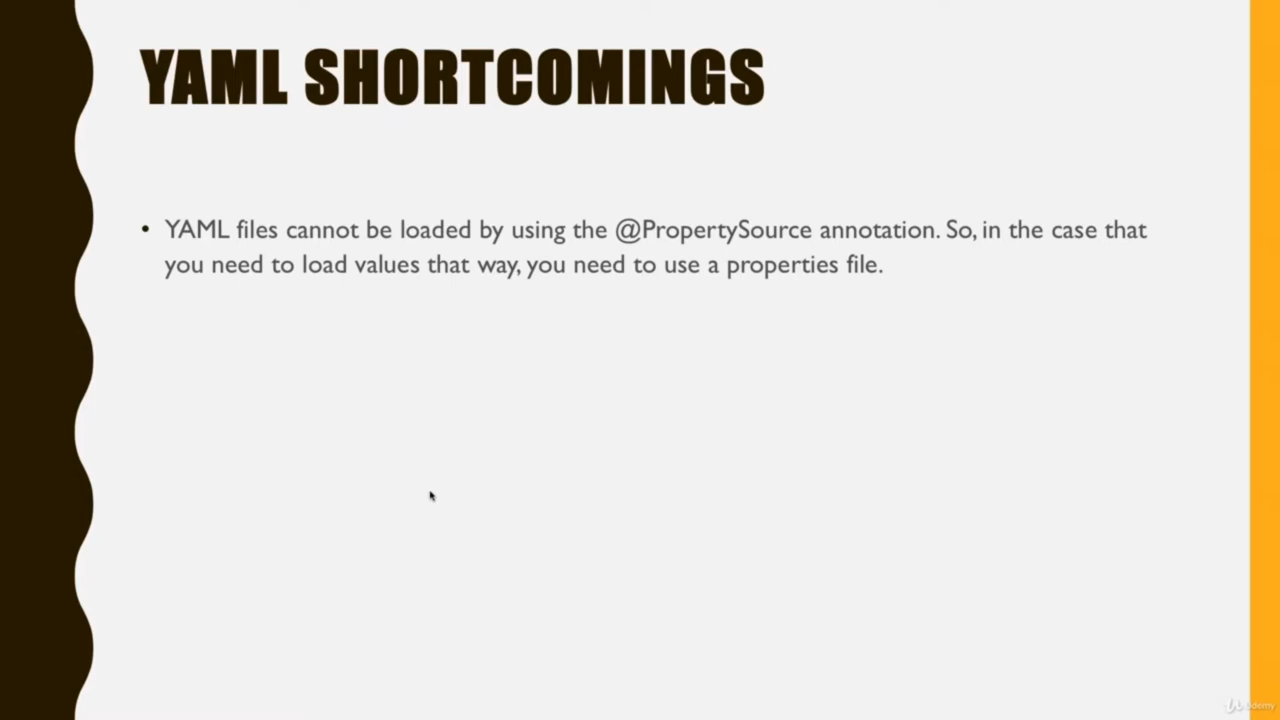 YAML SHORTCOMINGS
• YAML files cannot be loaded by using the @PropertySource annotation. So, in the case that
you need to load values that way, you need to use a properties file.
Udemy